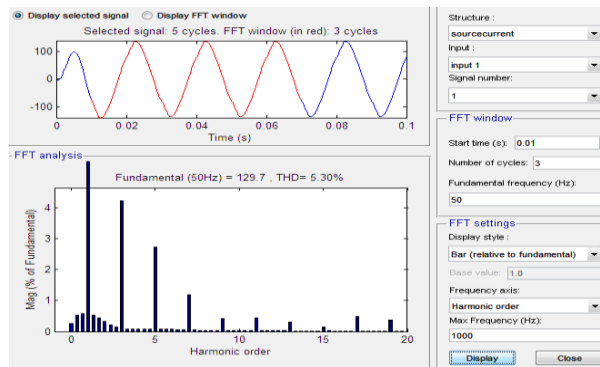 Display selected signal Display FFT window
Selected signal: 5 cycles. FFT window (in red): 3 cycles
100
0
-100
0 0.02 0.04 0.06 0.08 0.1
Time (s)
FFT analysis
Fundamental (50Hz) = 129.7 , THD= 5.30%
Mag (% of Fundamental)
4
3
2
1
0
0 5 10 15 20
Harmonic order
Structure :
sourcecurrent
Input :
input 1
Signal number:
1
FFT window
Start time (s): 0.01
Number of cycles: 3
Fundamental frequency (Hz):
50
FFT settings
Display style :
Bar (relative to fundamental)
Base value: 1.0
Frequency axis:
Harmonic order
Max Frequency (Hz):
1000
Display Close